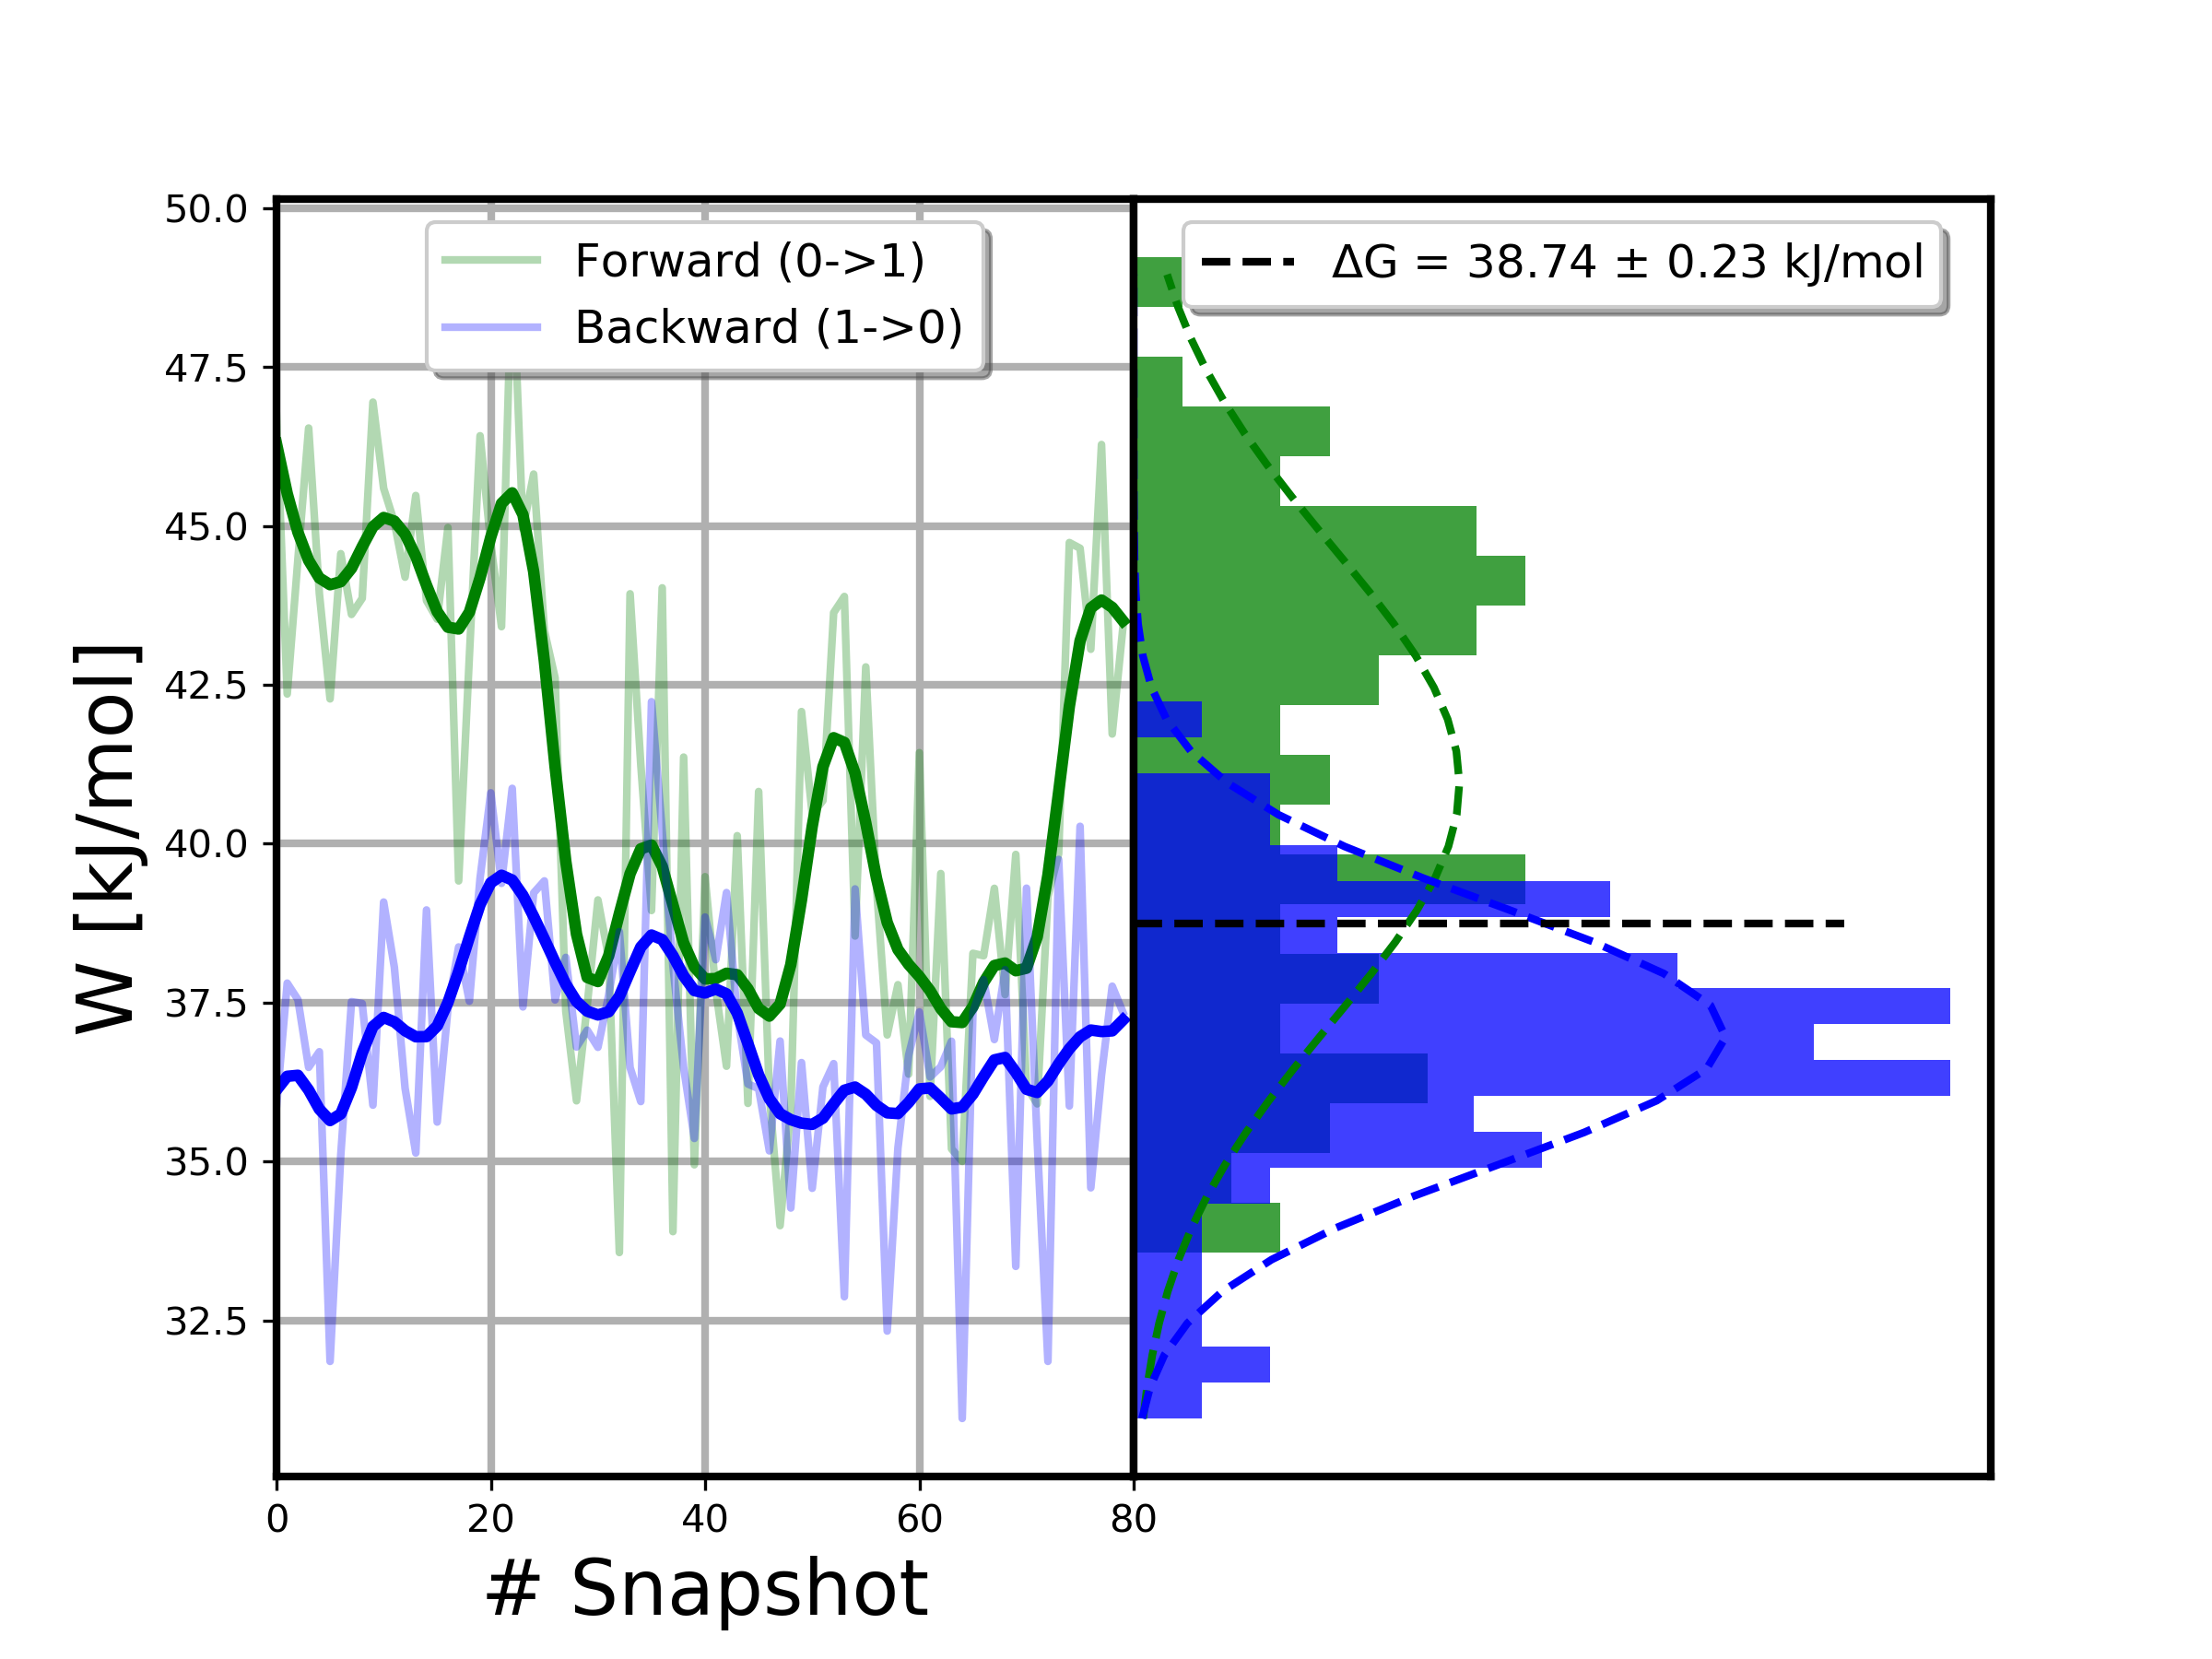 Forward (0->1)
Backward (1->0)
ΔG = 38.74 ± 0.23 kJ/mol
50.0
47.5
45.0
42.5
40.0
37.5
35.0
32.5
W [kJ/mol]
0 20 40 60 80
# Snapshot